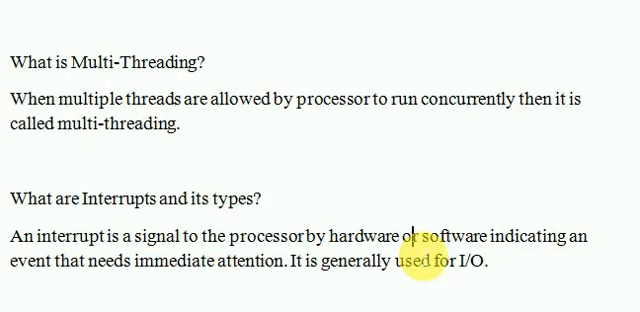 What is Multi-Threading?
When multiple threads are allowed by processor to run concurrently then it is
called multi-threading.
What are Interrupts and its types?
An interrupt is a signal to the processor by hardware or software indicating an
event that needs immediate attention. It is generally used for I/O.